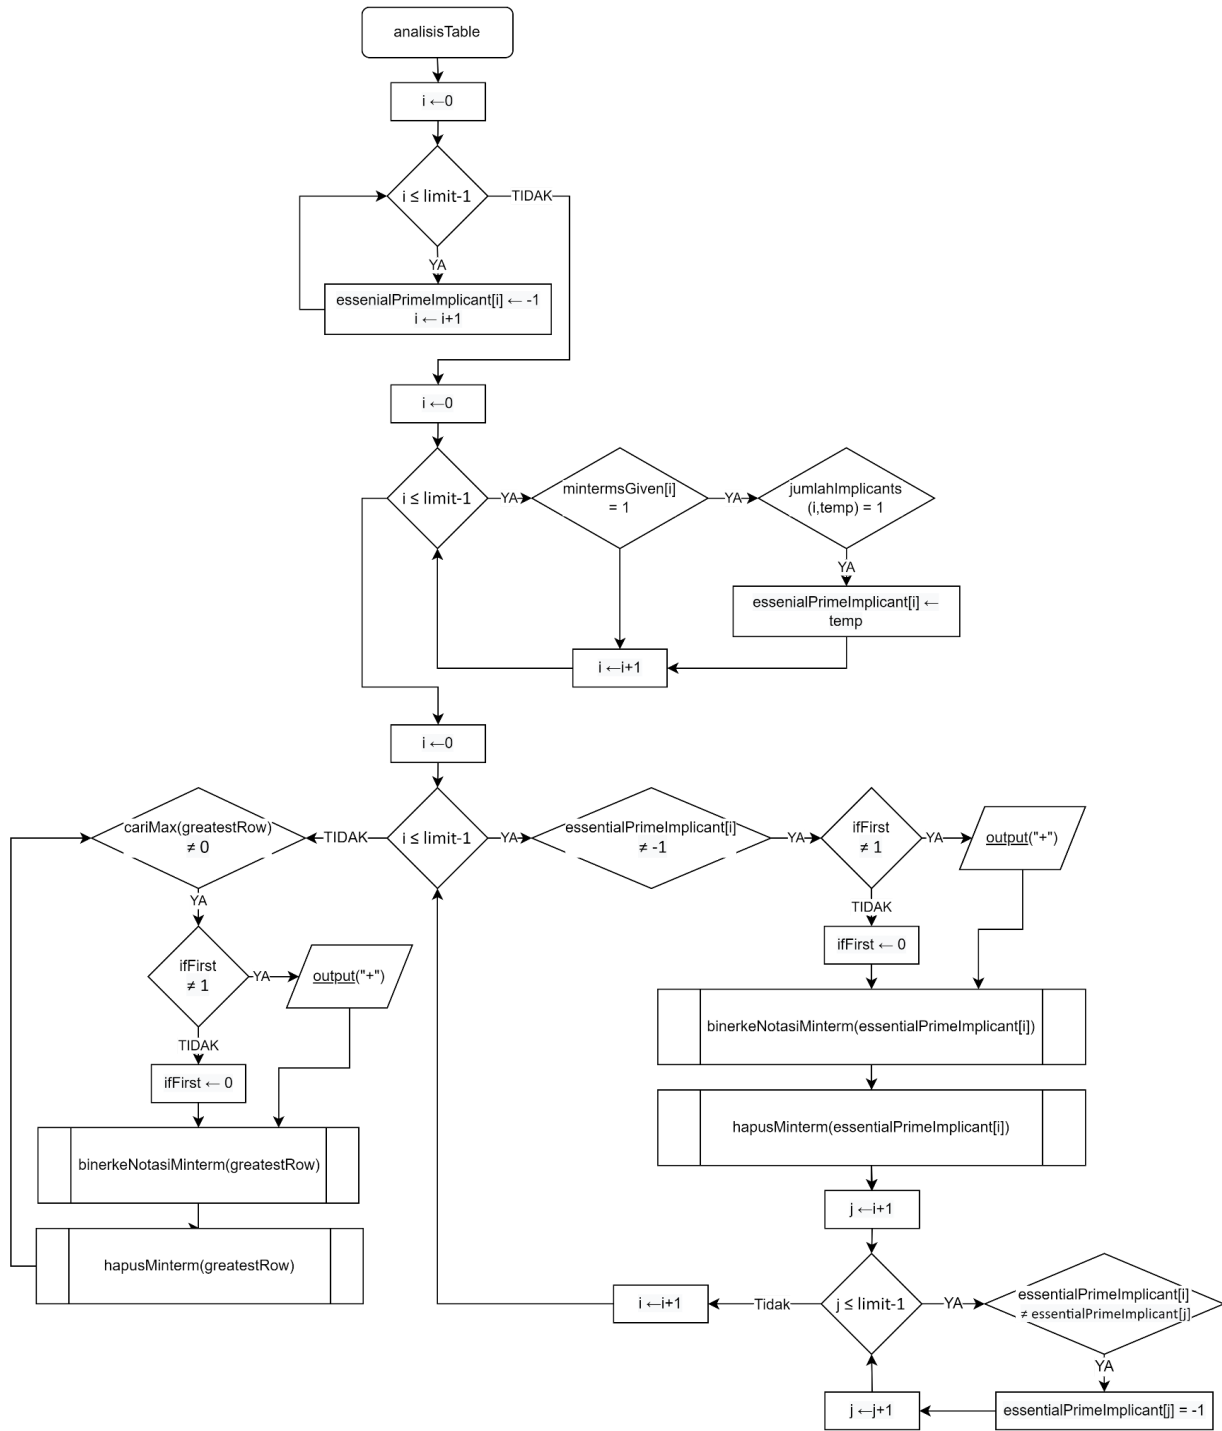 analisisTable
i ←0
i ≤ limit-1
TIDAK
YA
essenialPrimeImplicant[i] ← -1
i ← i+1
i ←0
i ≤ limit-1
YA
mintermsGiven[i]
= 1
YA
jumlahImplicants
(i,temp) = 1
YA
essenialPrimeImplicant[i] ←
temp
i ←i+1
i ←0
cariMax(greatestRow)
≠ 0
TIDAK
i ≤ limit-1
YA
essentialPrimeImplicant[i]
≠ -1
YA
ifFirst
≠ 1
YA
output("+")
YA
TIDAK
ifFirst ← 0
ifFirst
≠ 1
YA
output("+")
binerkeNotasiMinterm(essentialPrimeImplicant[i])
TIDAK
ifFirst ← 0
hapusMinterm(essentialPrimeImplicant[i])
binerkeNotasiMinterm(greatestRow)
j ←i+1
hapusMinterm(greatestRow)
i ←i+1
Tidak
j ≤ limit-1
YA
essentialPrimeImplicant[i]
≠ essentialPrimeImplicant[j]
YA
j ←j+1
essentialPrimeImplicant[j] = -1